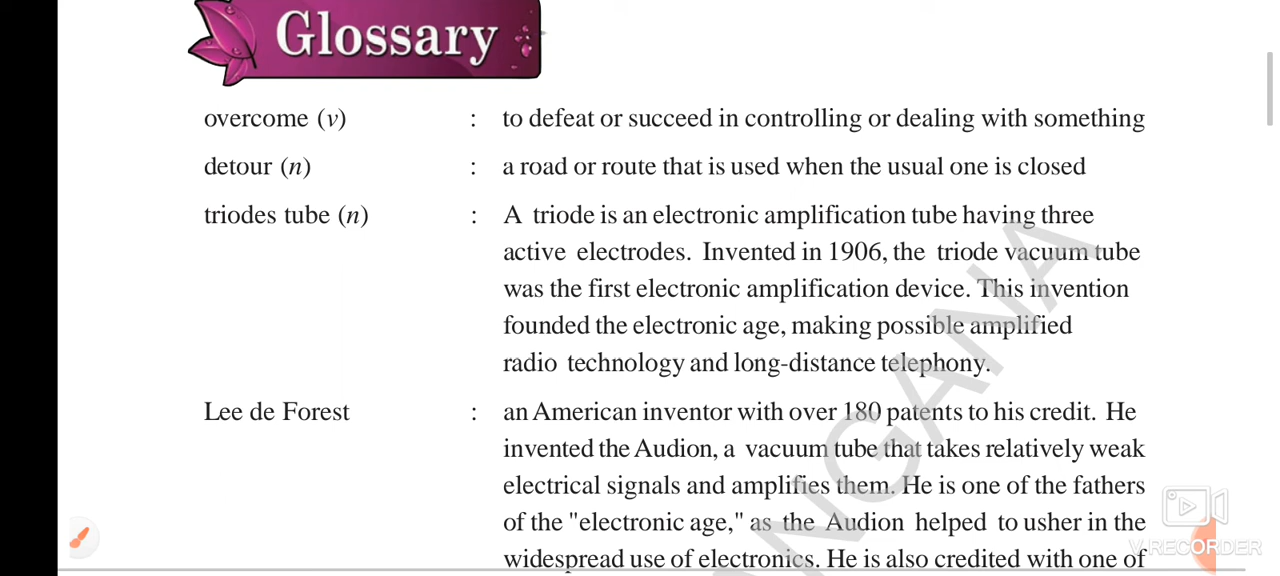 Glossary
overcome (v) : to defeat or succeed in controlling or dealing with something
detour (n) : a road or route that is used when the usual one is closed
triodes tube (n) : A triode is an electronic amplification tube having three
active electrodes. Invented in 1906, the triode vacuum tube
was the first electronic amplification device. This invention
founded the electronic age, making possible amplified
radio technology and long-distance telephony.
Lee de Forest : an American inventor with over 180 patents to his credit. He
invented the Audion, a vacuum tube that takes relatively weak
electrical signals and amplifies them. He is one of the fathers
of the "electronic age," as the Audion helped to usher in the
widespread use of electronics. He is also credited with one of
NGANA
V RECORDER